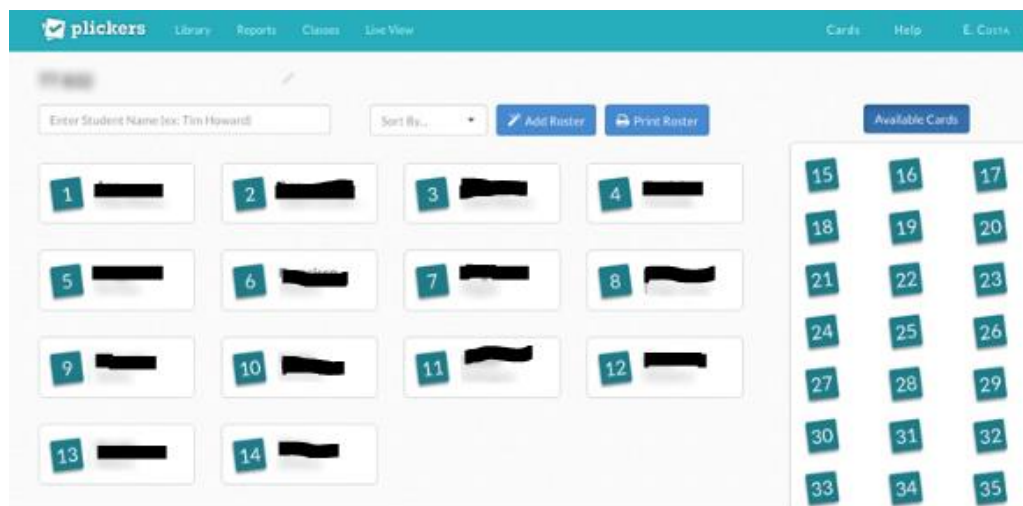 plickers Library Reports Classes Live View Cards Help E. Costa
Enter Student Name (ex: Tim Howard) Sort By... Add Roster Print Roster Available Cards
1 2 3 4 15 16 17
18 19 20
5 6 7 8 21 22 23
24 25 26
9 10 11 12 27 28 29
13 14 30 31 32
33 34 35